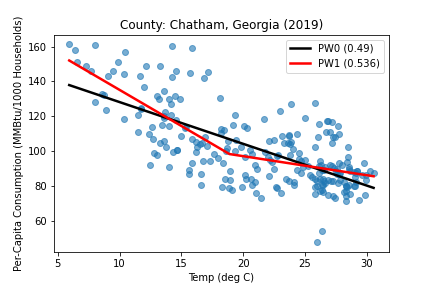 County: Chatham, Georgia (2019)
PW0 (0.49)
PW1 (0.536)
Per-Capita Consumption (MMBtu/1000 Households)
160
140
120
100
80
60
5 10 15 20 25 30
Temp (deg C)